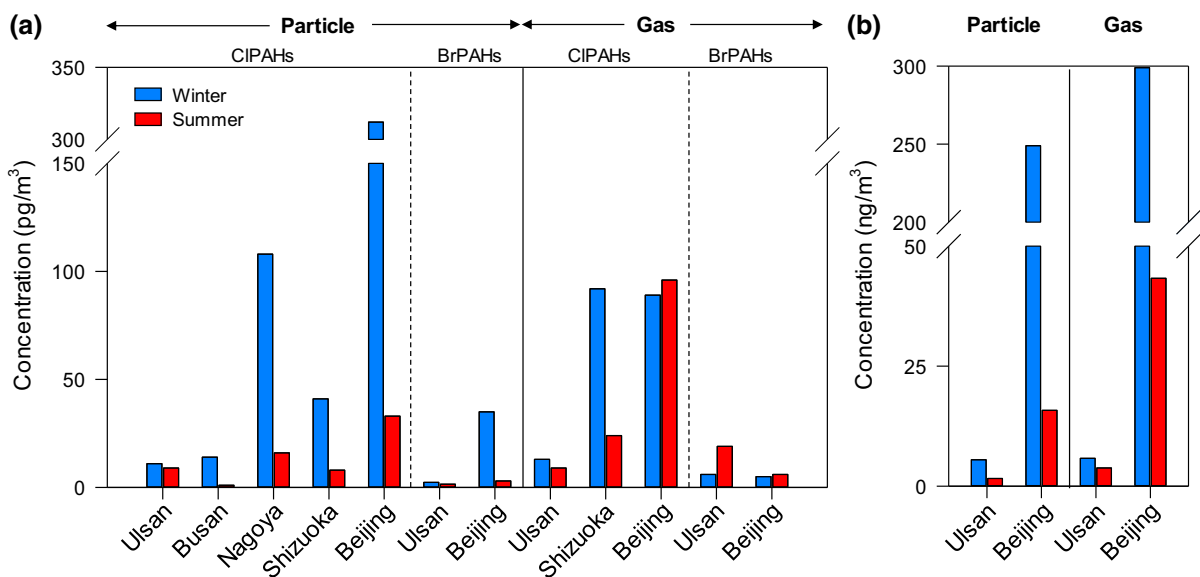 (a)
Particle
Gas
ClPAHs
BrPAHs
ClPAHs
BrPAHs
Winter
Summer
Concentration (pg/m³)
350
300
150
100
50
0
Ulsan
Busan
Nagoya
Shizuoka
Beijing
Ulsan
Beijing
Ulsan
Shizuoka
Beijing
Ulsan
Beijing
(b)
Particle
Gas
Concentration (ng/m³)
300
250
200
50
25
0
Ulsan
Beijing
Ulsan
Beijing